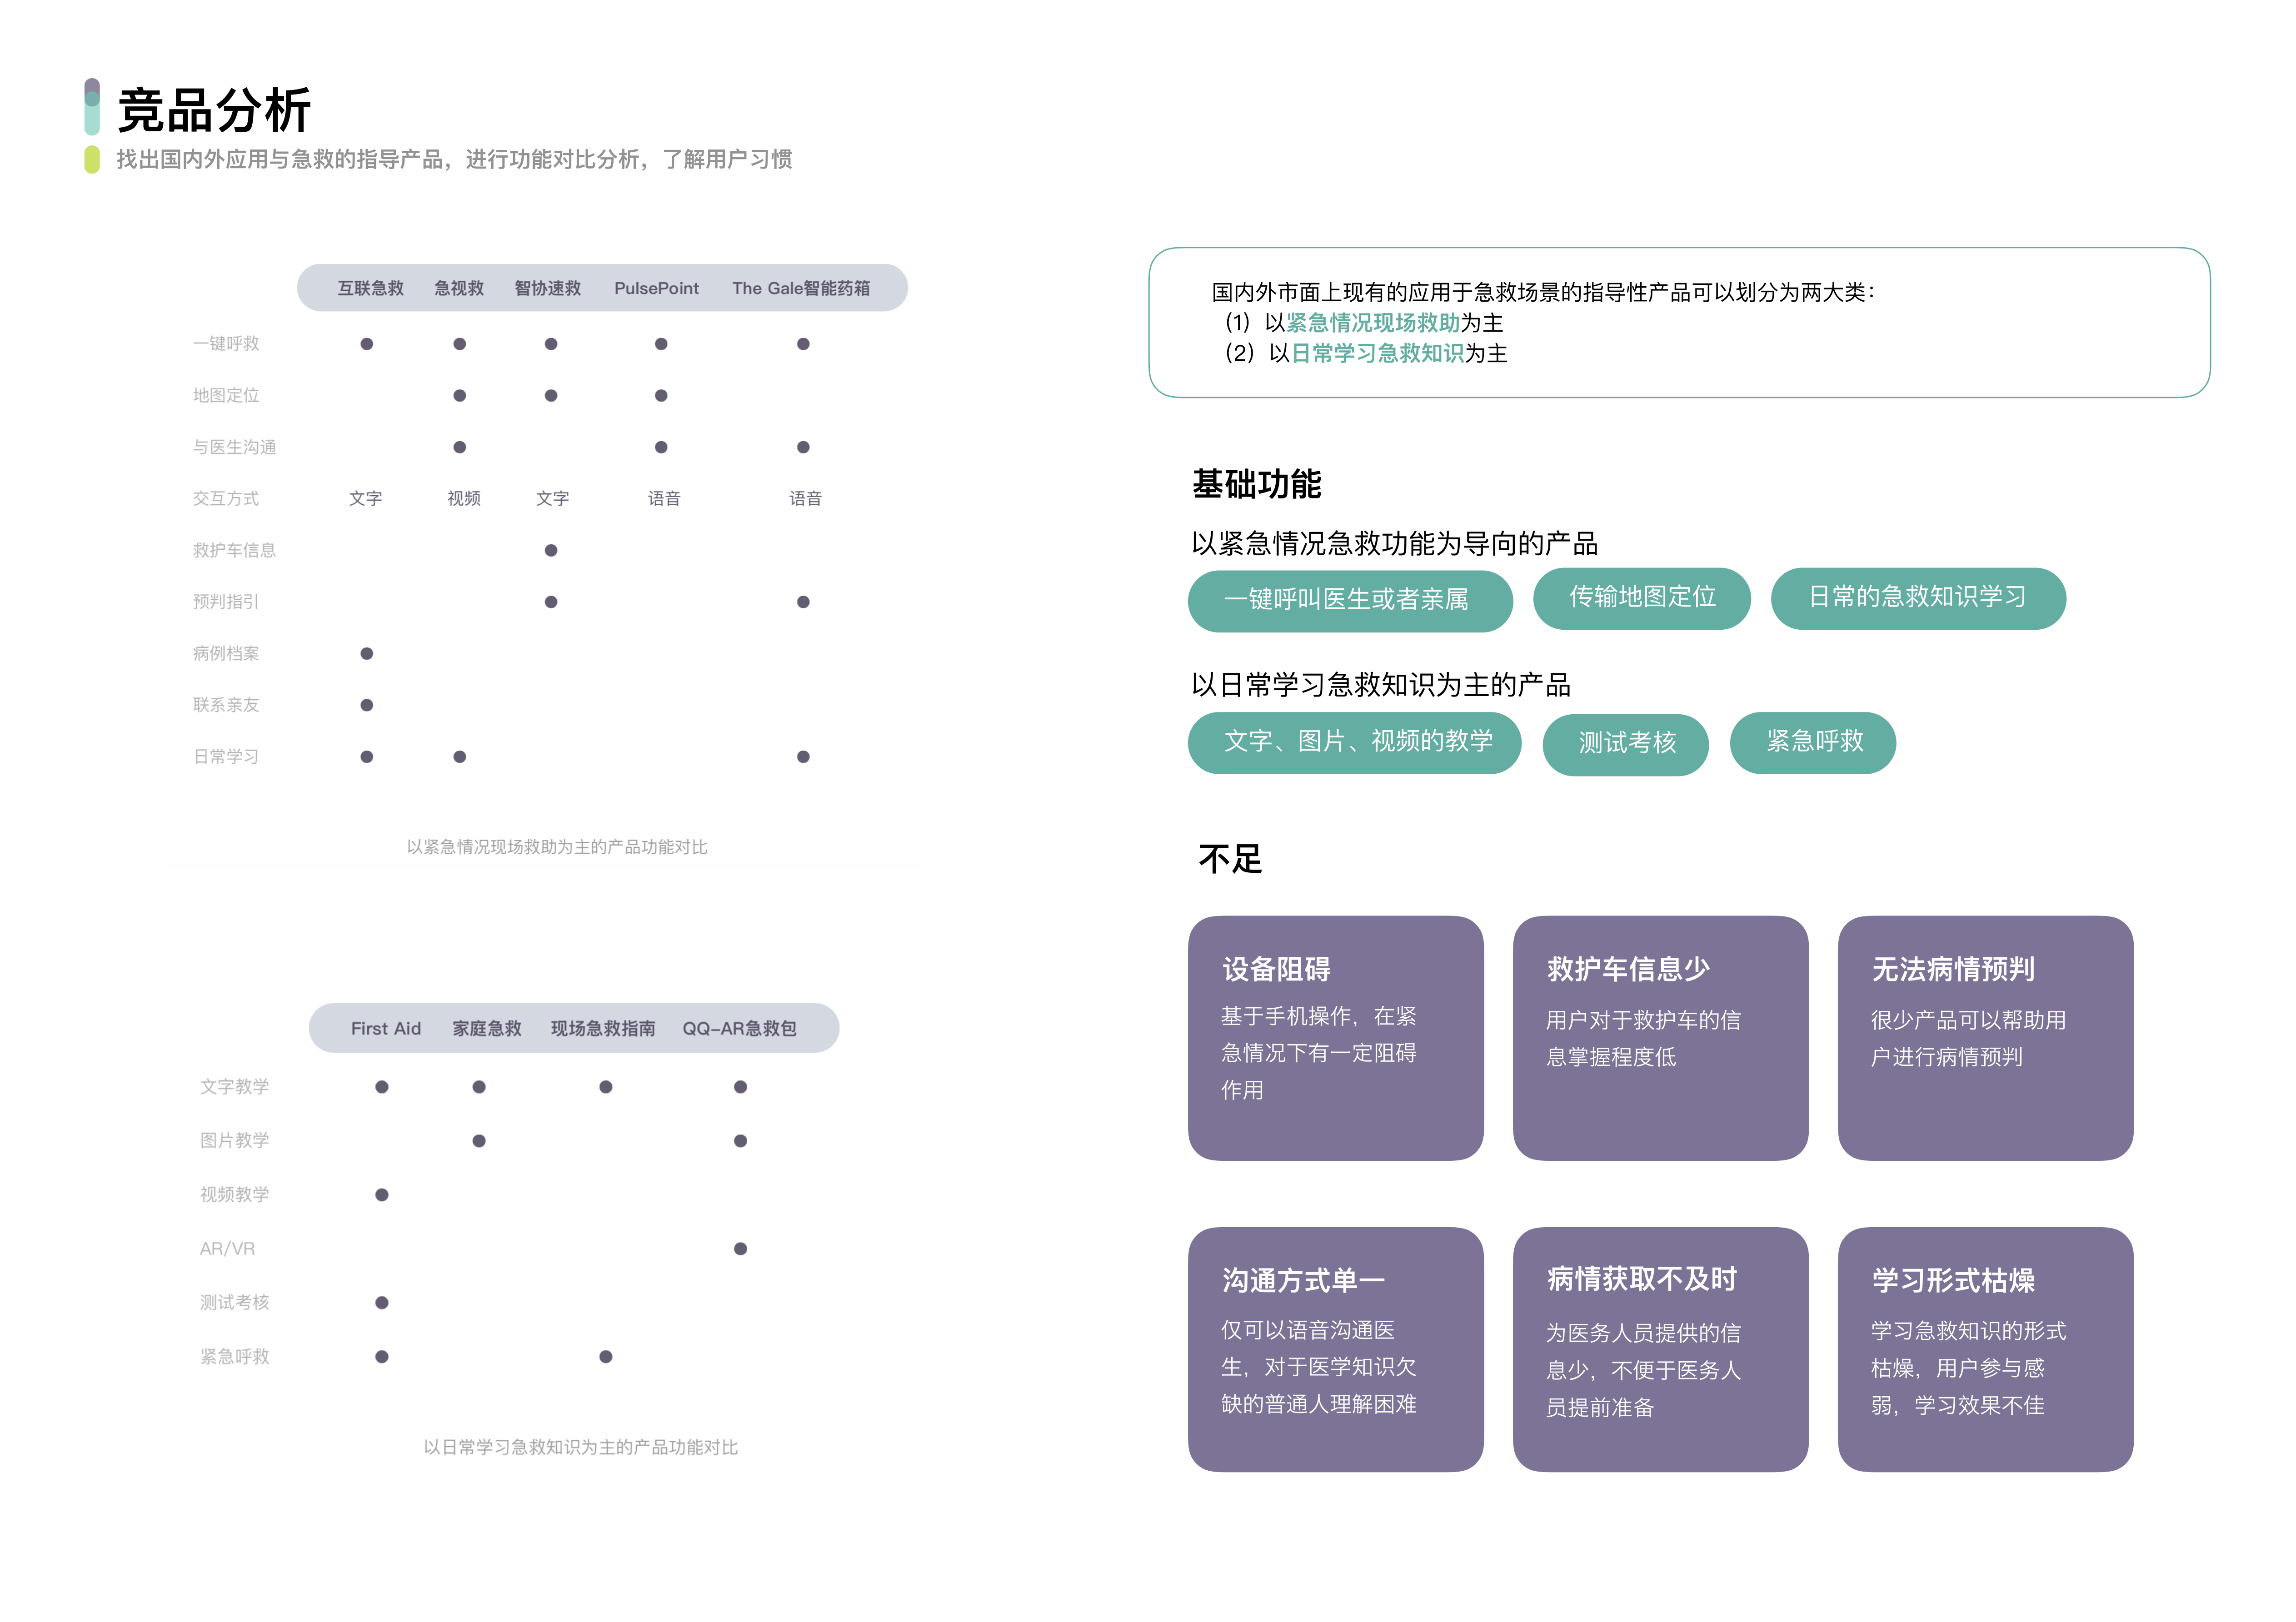 竞品分析
找出国内外应用与急救的指导产品，进行功能对比分析，了解用户习惯
互联急救 急视救 智协速救 PulsePoint The Gale智能药箱
一键呼救
地图定位
与医生沟通
交互方式 文字 视频 文字 语音 语音
救护车信息
预判指引
病例档案
联系亲友
日常学习
以紧急情况现场救助为主的产品功能对比
First Aid 家庭急救 现场急救指南 QQ-AR急救包
文字教学
图片教学
视频教学
AR/VR
测试考核
紧急呼救
以日常学习急救知识为主的产品功能对比
国内外市面上现有的应用于急救场景的指导性产品可以划分为两大类：
（1）以紧急情况现场救助为主
（2）以日常学习急救知识为主
基础功能
以紧急情况急救功能为导向的产品
一键呼叫医生或者亲属 传输地图定位 日常的急救知识学习
以日常学习急救知识为主的产品
文字、图片、视频的教学 测试考核 紧急呼救
不足
设备阻碍
基于手机操作，在紧
急情况下有一定阻碍
作用
救护车信息少
用户对于救护车的信
息掌握程度低
无法病情预判
很少产品可以帮助用
户进行病情预判
沟通方式单一
仅可以语音沟通医
生，对于医学知识欠
缺的普通人理解困难
病情获取不及时
为医务人员提供的信
息少，不便于医务人
员提前准备
学习形式枯燥
学习急救知识的形式
枯燥，用户参与感
弱，学习效果不佳